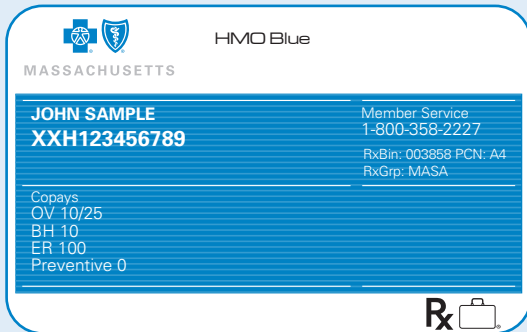 HMO Blue
MASSACHUSETTS
JOHN SAMPLE
XXH123456789
Member Service
1-800-358-2227
RxBin: 003858 PCN: A4
RxGrp: MASA
Copays
OV 10/25
BH 10
ER 100
Preventive 0
Rx